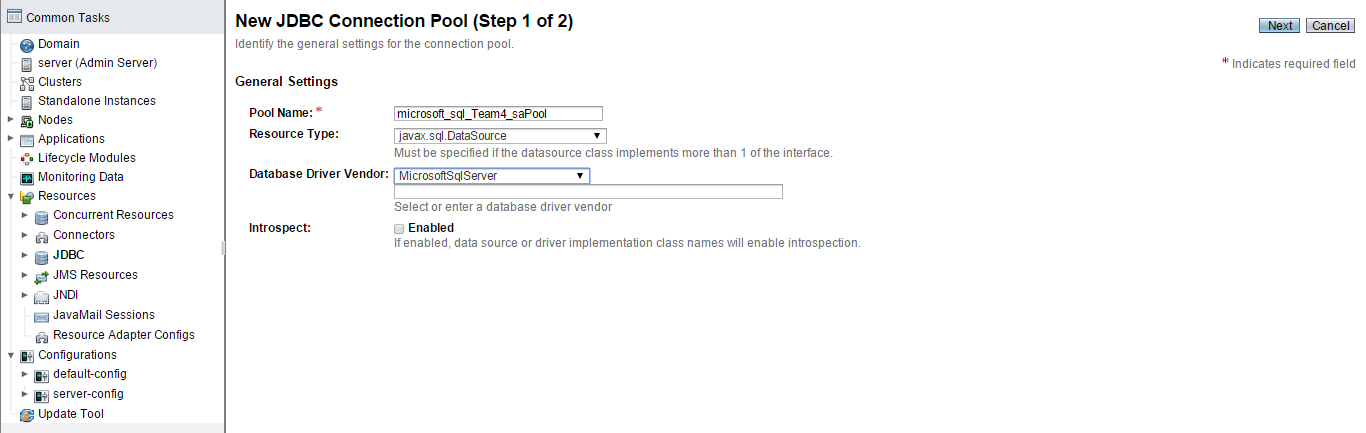 Common Tasks
Domain
server (Admin Server)
Clusters
Standalone Instances
Nodes
Applications
Lifecycle Modules
Monitoring Data
Resources
Concurrent Resources
Connectors
JDBC
JMS Resources
JNDI
JavaMail Sessions
Resource Adapter Configs
Configurations
default-config
server-config
Update Tool
New JDBC Connection Pool (Step 1 of 2)
Next Cancel
Identify the general settings for the connection pool.
* Indicates required field
General Settings
Pool Name: * microsoft_sql_Team4_saPool
Resource Type: javax.sql.DataSource
Must be specified if the datasource class implements more than 1 of the interface.
Database Driver Vendor: MicrosoftSqlServer
Select or enter a database driver vendor
Introspect: Enabled
If enabled, data source or driver implementation class names will enable introspection.